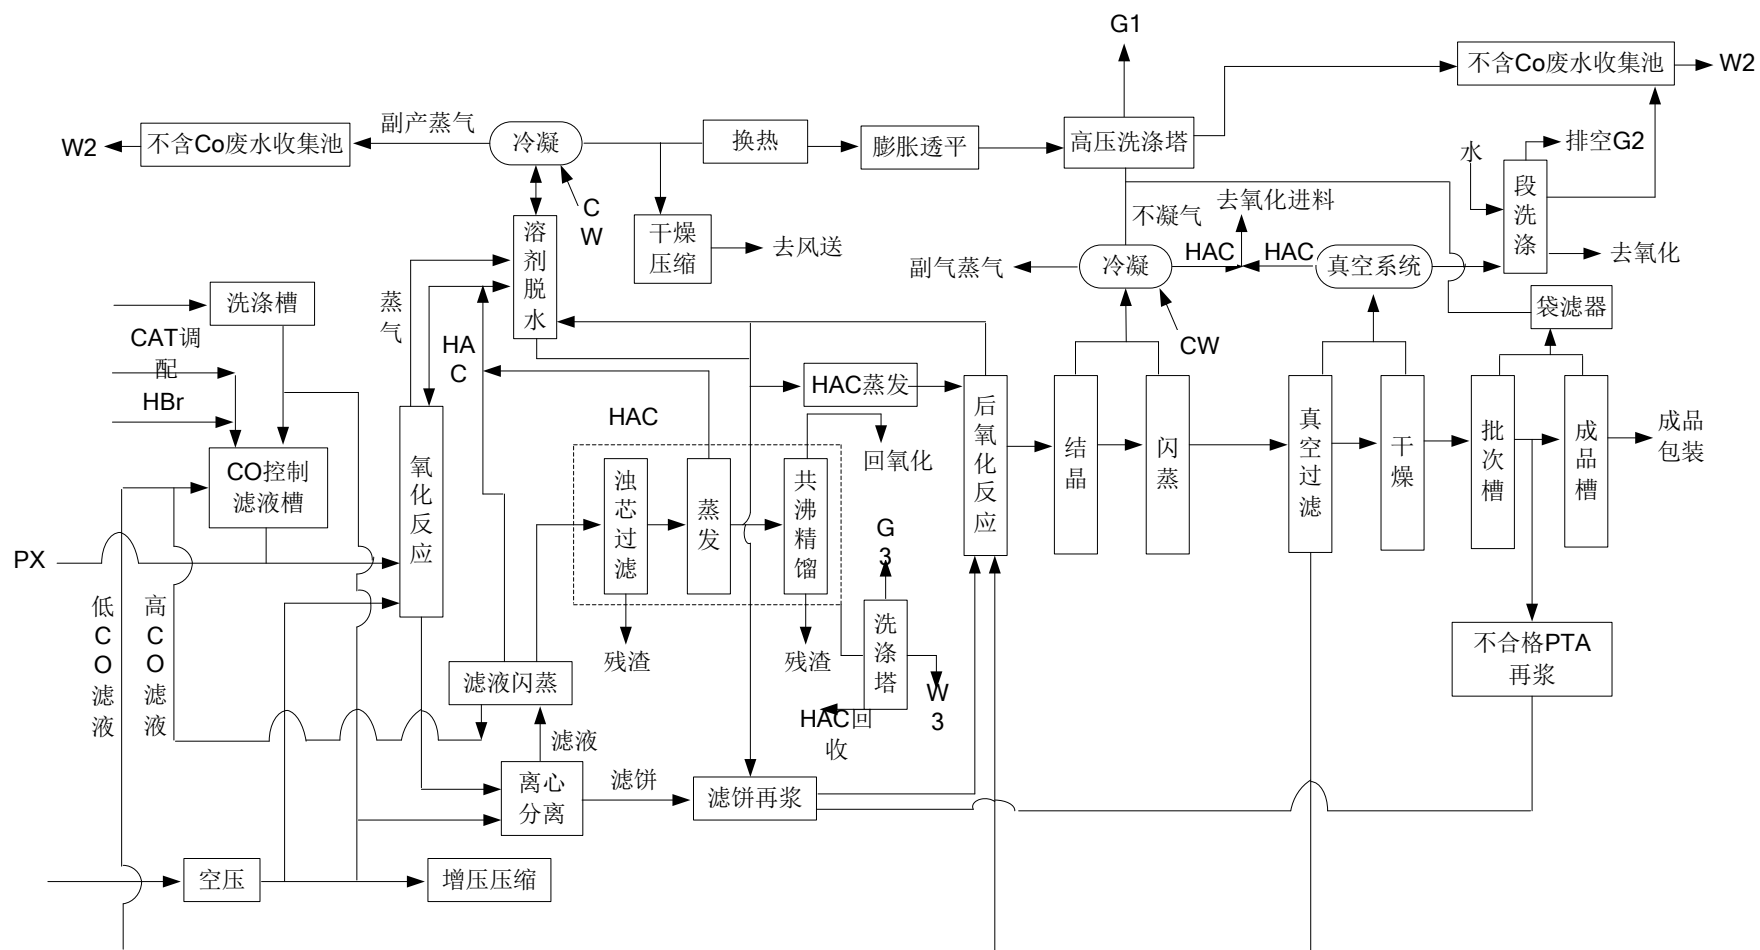 G1
不含Co废水收集池
W2
副产蒸气
W2
不含Co废水收集池
冷凝
换热
膨胀透平
高压洗涤塔
水
排空G2
段洗涤
C
W
溶剂脱水
干燥
压缩
去风送
不凝气
去氧化进料
HAC
HAC
副气蒸气
冷凝
真空系统
去氧化
洗涤槽
蒸气
袋滤器
CAT调
配
HA
C
CW
HBr
HAC蒸发
HAC
后氧化反应
结晶
闪蒸
真空过滤
干燥
批次槽
成品槽
成品
包装
CO控制
滤液槽
氧化反应
浊芯过滤
蒸发
共沸精馏
回氧化
PX
G
3
低CO滤液
高CO滤液
残渣
残渣
洗涤塔
不合格PTA
再浆
滤液闪蒸
W
3
HAC回
收
滤液
离心
分离
滤饼
滤饼再浆
空压
增压压缩